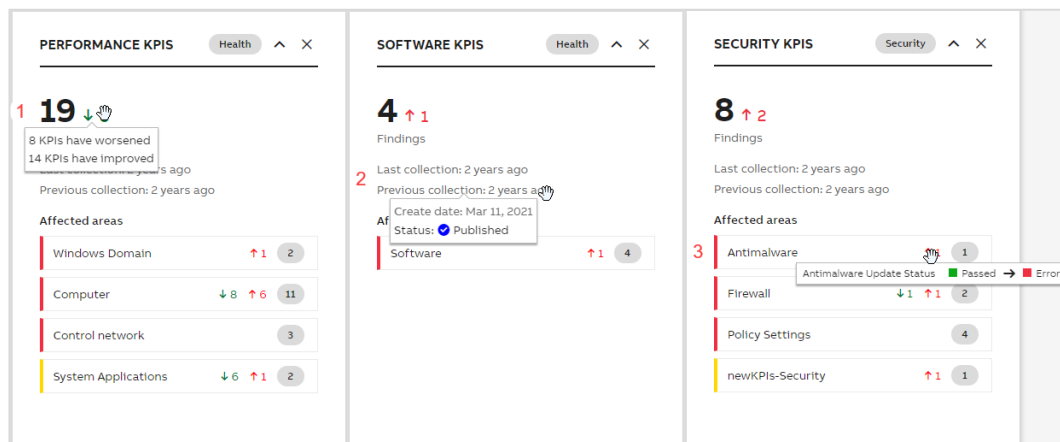 PERFORMANCE KPIS Health
1 19
8 KPIs have worsened
14 KPIs have improved
Last collection: 2 years ago
Previous collection: 2 years ago
Affected areas
Windows Domain 1 2
Computer 8 6 11
Control network 3
System Applications 6 1 2
SOFTWARE KPIS Health
4 1
Findings
Last collection: 2 years ago
2 Previous collection: 2 years ago
Create date: Mar 11, 2021
Status: Published
Software 1 4
SECURITY KPIS Security
8 2
Findings
Last collection: 2 years ago
Previous collection: 2 years ago
Affected areas
3 Antimalware 1
Antimalware Update Status Passed → Error
Firewall 1 1 2
Policy Settings 4
newKPIs-Security 1 1